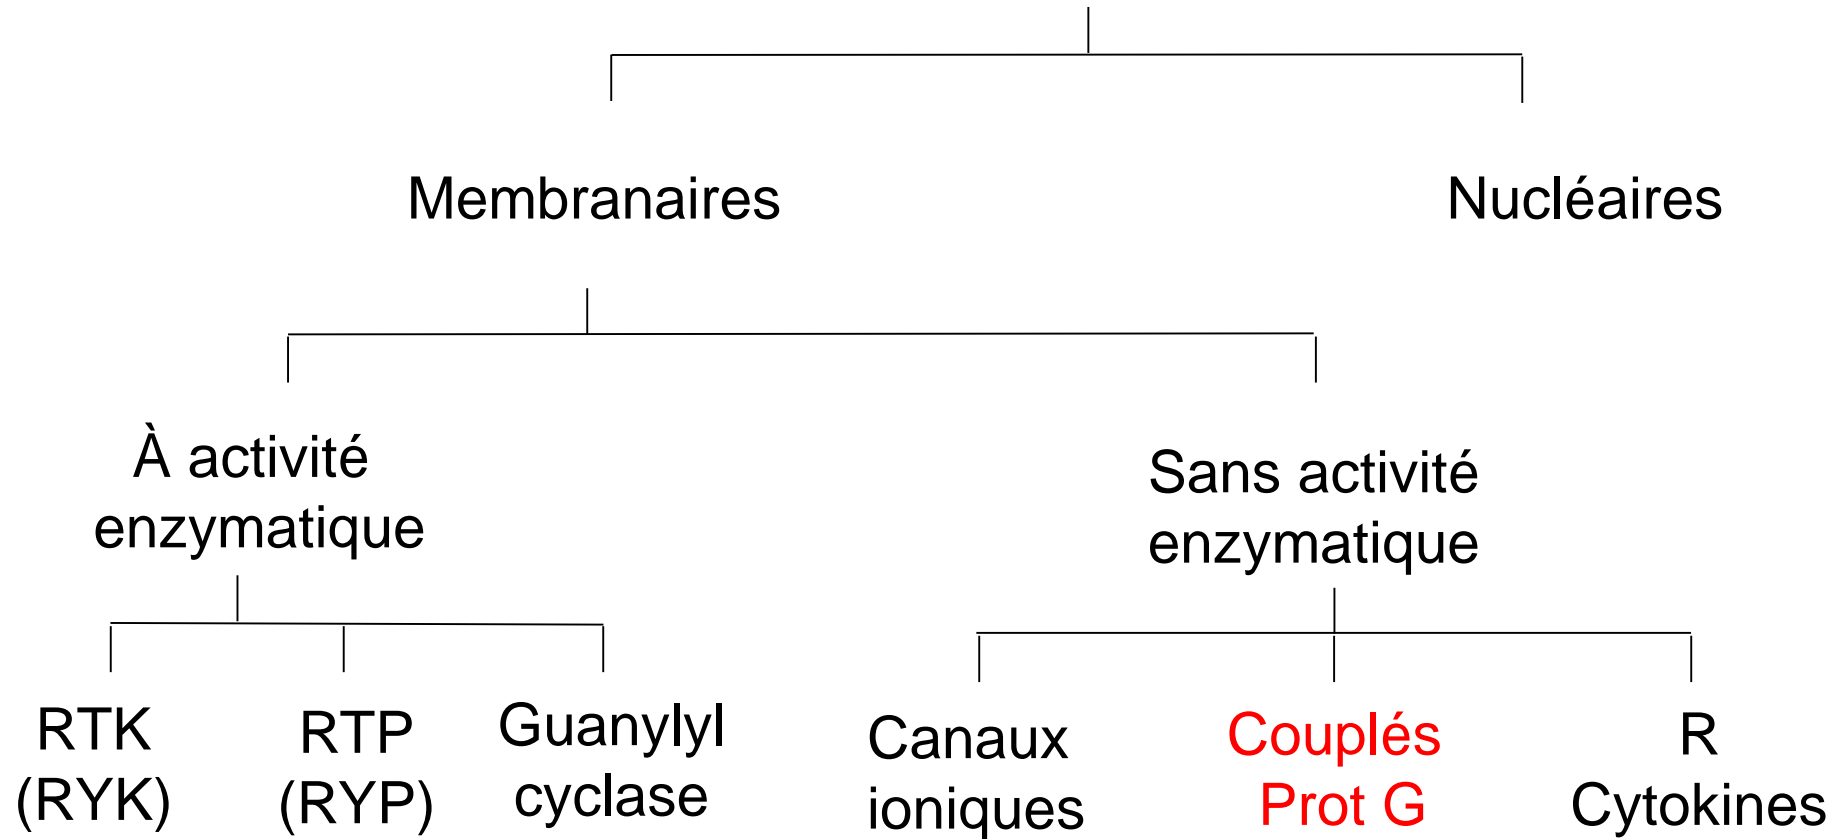 Membranaires
Nucléaires
À activité
enzymatique
Sans activité
enzymatique
RTK
(RYK)
RTP
(RYP)
Guanylyl
cyclase
Canaux
ioniques
Couplés
Prot G
R
Cytokines